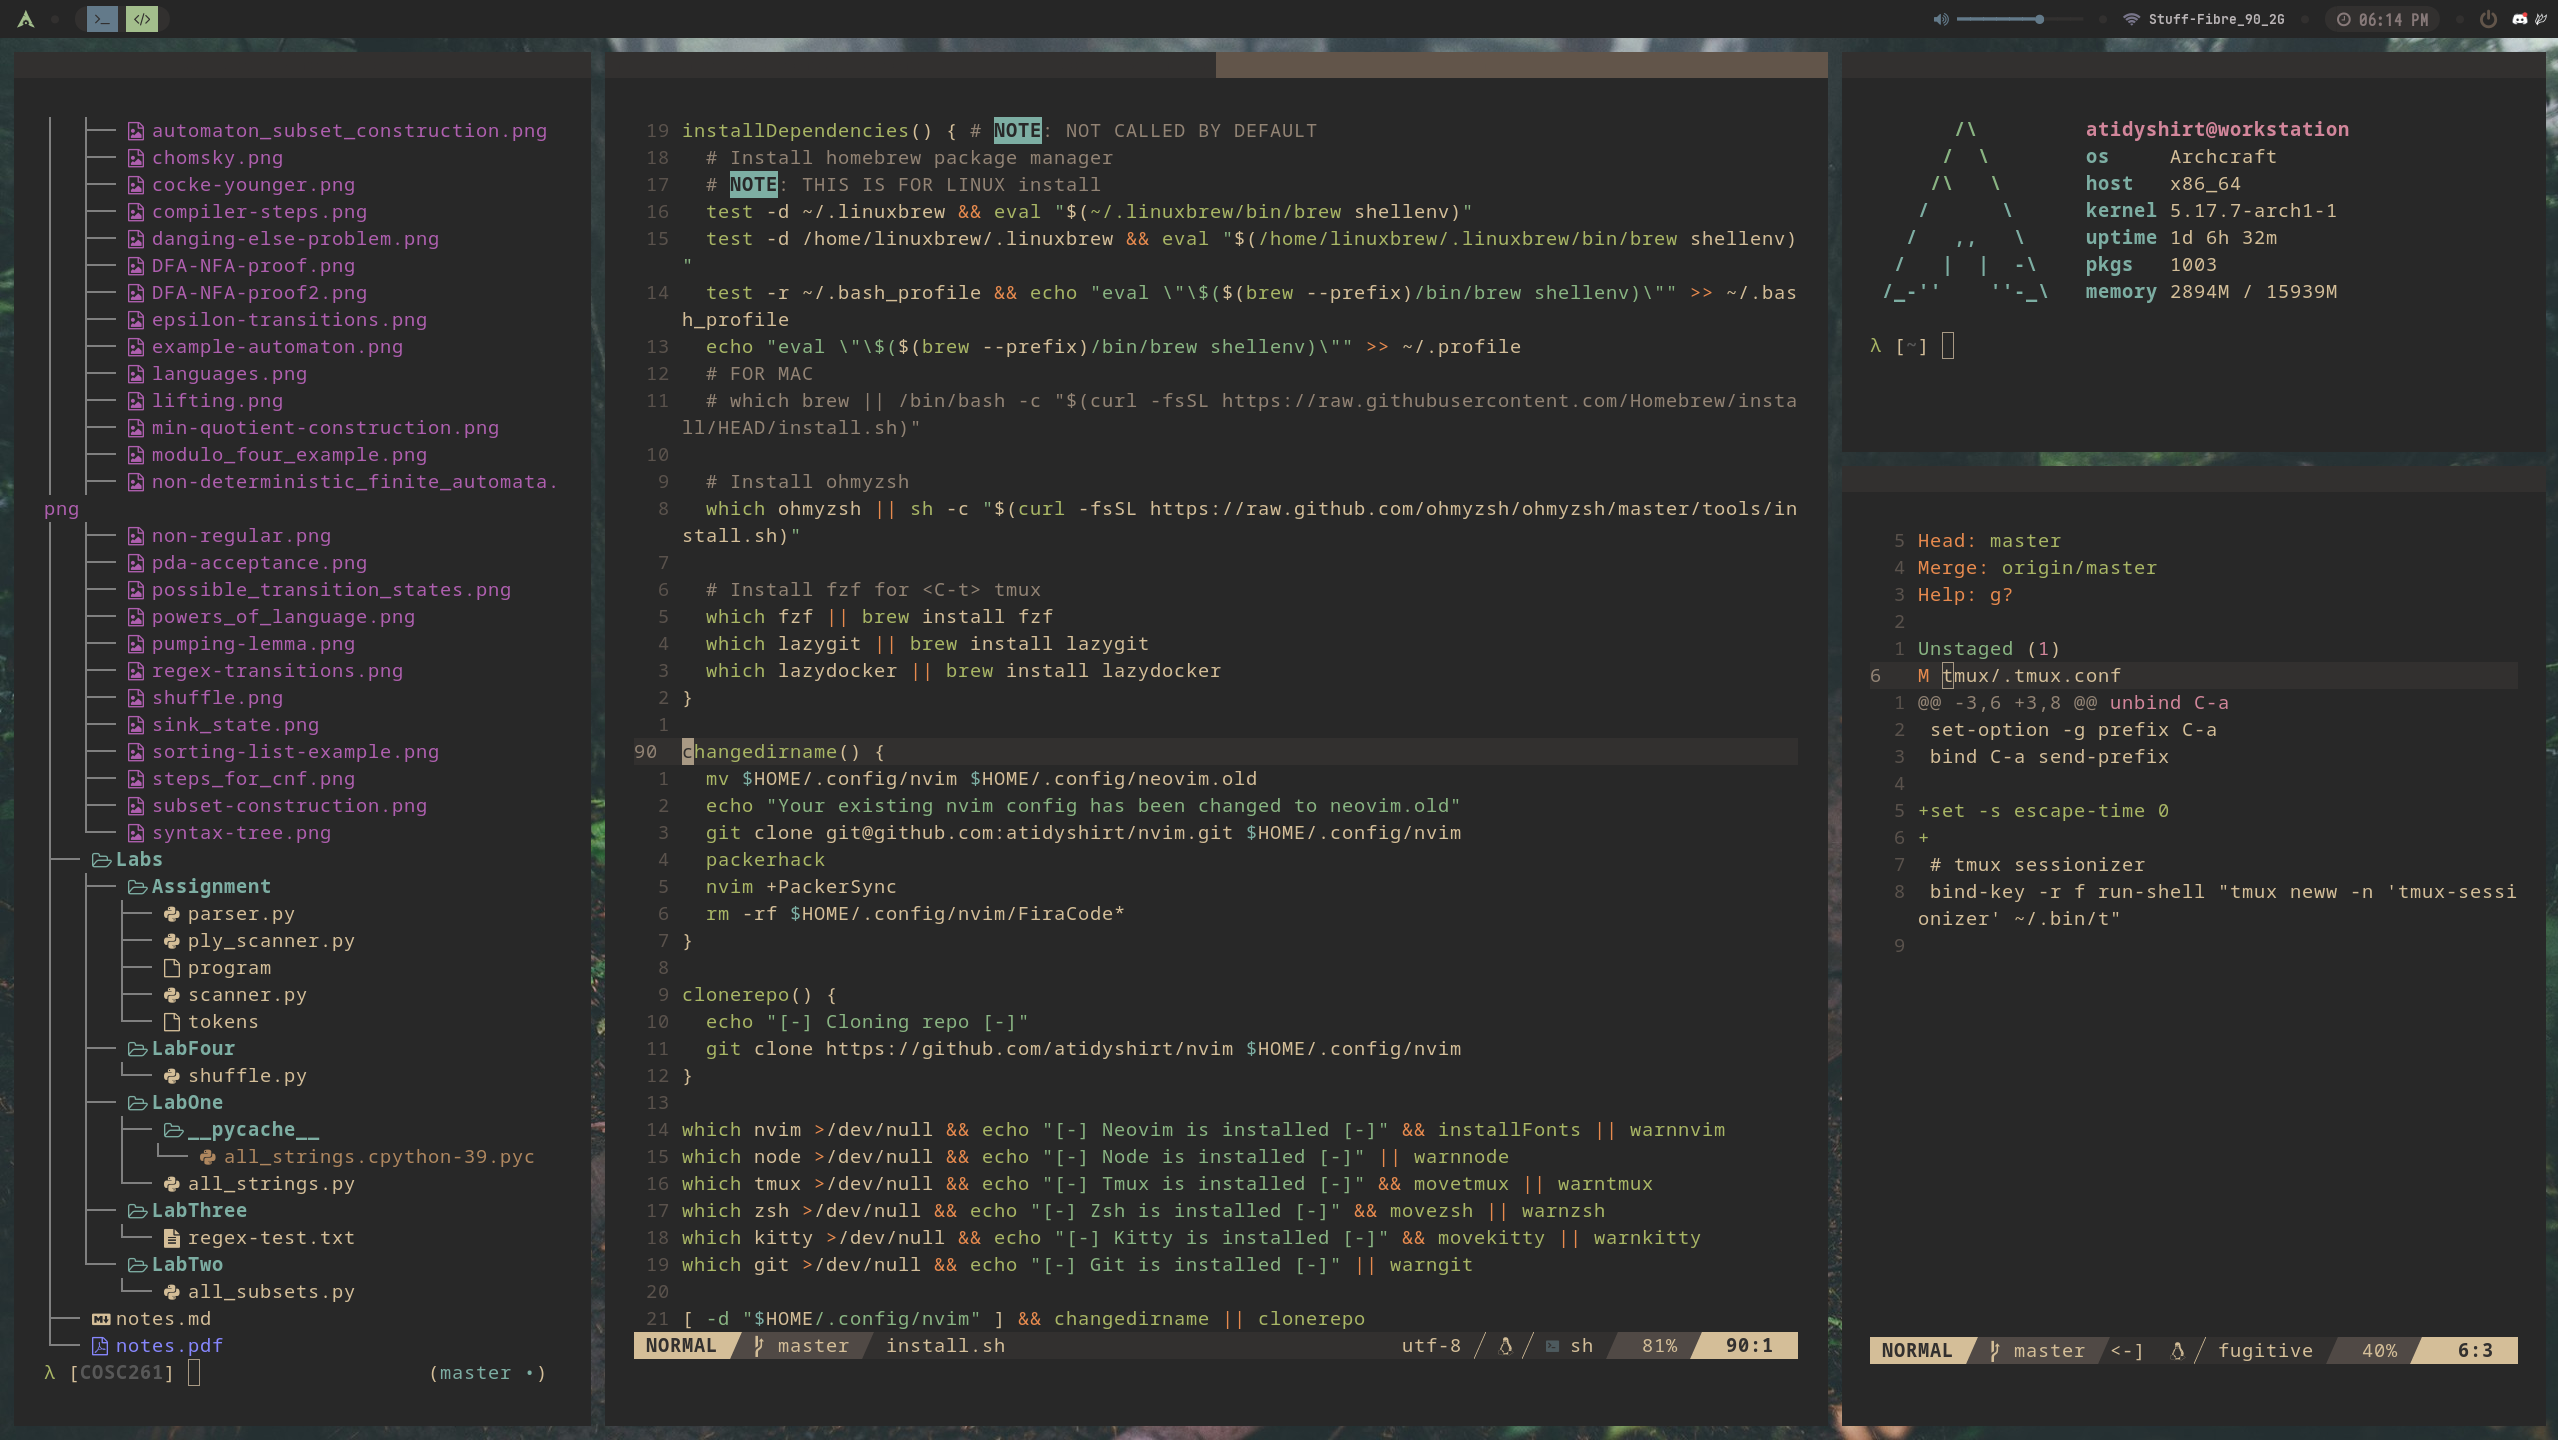 Stuff-Fibre_90_2G
06:14 PM
automaton_subset_construction.png
chomsky.png
cocke-younger.png
compiler-steps.png
danging-else-problem.png
DFA-NFA-proof.png
DFA-NFA-proof2.png
epsilon-transitions.png
example-automaton.png
languages.png
lifting.png
min-quotient-construction.png
modulo_four_example.png
non-deterministic_finite_automata.
png
non-regular.png
pda-acceptance.png
possible_transition_states.png
powers_of_language.png
pumping-lemma.png
regex-transitions.png
shuffle.png
sink_state.png
sorting-list-example.png
steps_for_cnf.png
subset-construction.png
syntax-tree.png
Labs
Assignment
parser.py
ply_scanner.py
program
scanner.py
tokens
LabFour
shuffle.py
LabOne
__pycache__
all_strings.cpython-39.pyc
all_strings.py
LabThree
regex-test.txt
LabTwo
all_subsets.py
notes.md
notes.pdf
λ [COSC261] (master •)
19 installDependencies() { # NOTE: NOT CALLED BY DEFAULT
18 # Install homebrew package manager
17 # NOTE: THIS IS FOR LINUX install
16 test -d ~/.linuxbrew && eval "$(~/.linuxbrew/bin/brew shellenv)"
15 test -d /home/linuxbrew/.linuxbrew && eval "$(/home/linuxbrew/.linuxbrew/bin/brew shellenv)
"
14 test -r ~/.bash_profile && echo "eval \"\$($(brew --prefix)/bin/brew shellenv)\"" >> ~/.bas
h_profile
13 echo "eval \"\$($(brew --prefix)/bin/brew shellenv)\"" >> ~/.profile
12 # FOR MAC
11 # which brew || /bin/bash -c "$(curl -fsSL https://raw.githubusercontent.com/Homebrew/insta
ll/HEAD/install.sh)"
10
9 # Install ohmyzsh
8 which ohmyzsh || sh -c "$(curl -fsSL https://raw.github.com/ohmyzsh/ohmyzsh/master/tools/in
stall.sh)"
7
6 # Install fzf for <C-t> tmux
5 which fzf || brew install fzf
4 which lazygit || brew install lazygit
3 which lazydocker || brew install lazydocker
2 }
1
90 changedirname() {
1 mv $HOME/.config/nvim $HOME/.config/neovim.old
2 echo "Your existing nvim config has been changed to neovim.old"
3 git clone git@github.com:atidyshirt/nvim.git $HOME/.config/nvim
4 packerhack
5 nvim +PackerSync
6 rm -rf $HOME/.config/nvim/FiraCode*
7 }
8
9 clonerepo() {
10 echo "[-] Cloning repo [-]"
11 git clone https://github.com/atidyshirt/nvim $HOME/.config/nvim
12 }
13
14 which nvim >/dev/null && echo "[-] Neovim is installed [-]" && installFonts || warnnvim
15 which node >/dev/null && echo "[-] Node is installed [-]" || warnnode
16 which tmux >/dev/null && echo "[-] Tmux is installed [-]" && movetmux || warntmux
17 which zsh >/dev/null && echo "[-] Zsh is installed [-]" && movezsh || warnzsh
18 which kitty >/dev/null && echo "[-] Kitty is installed [-]" && movekitty || warnkitty
19 which git >/dev/null && echo "[-] Git is installed [-]" || warngit
20
21 [ -d "$HOME/.config/nvim" ] && changedirname || clonerepo
NORMAL master install.sh utf-8 sh 81% 90:1
/\
/ \
/\ \
/ \
/ ,, \
/ | | -\
/_-'' ''-_\
atidyshirt@workstation
os Archcraft
host x86_64
kernel 5.17.7-arch1-1
uptime 1d 6h 32m
pkgs 1003
memory 2894M / 15939M
λ [~]
5 Head: master
4 Merge: origin/master
3 Help: g?
2
1 Unstaged (1)
6 M tmux/.tmux.conf
1 @@ -3,6 +3,8 @@ unbind C-a
2 set-option -g prefix C-a
3 bind C-a send-prefix
4
5 +set -s escape-time 0
6 +
7 # tmux sessionizer
8 bind-key -r f run-shell "tmux neww -n 'tmux-sessi
onizer' ~/.bin/t"
9
NORMAL master <-] fugitive 40% 6:3